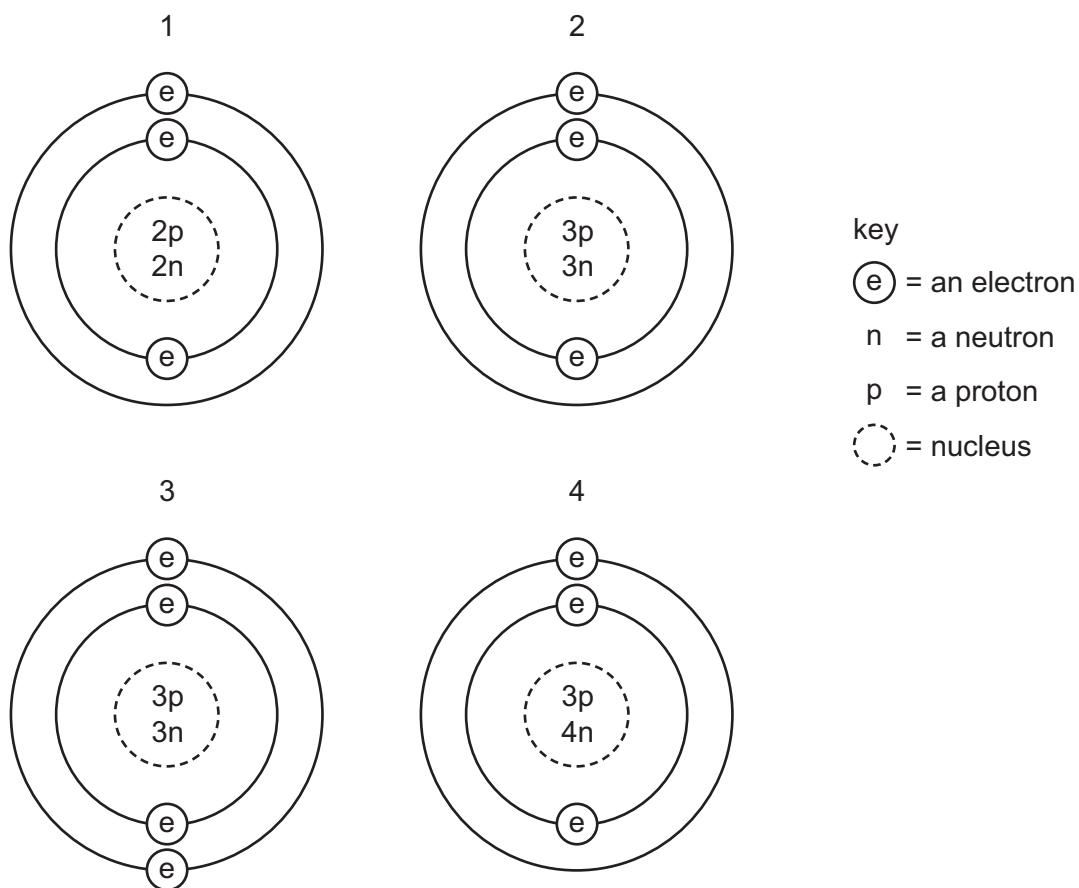 1
e
e
2p
2n
e
2
e
e
3p
3n
e
key
e = an electron
n = a neutron
p = a proton
= nucleus
3
e
e
3p
3n
e
e
4
e
e
3p
4n
e